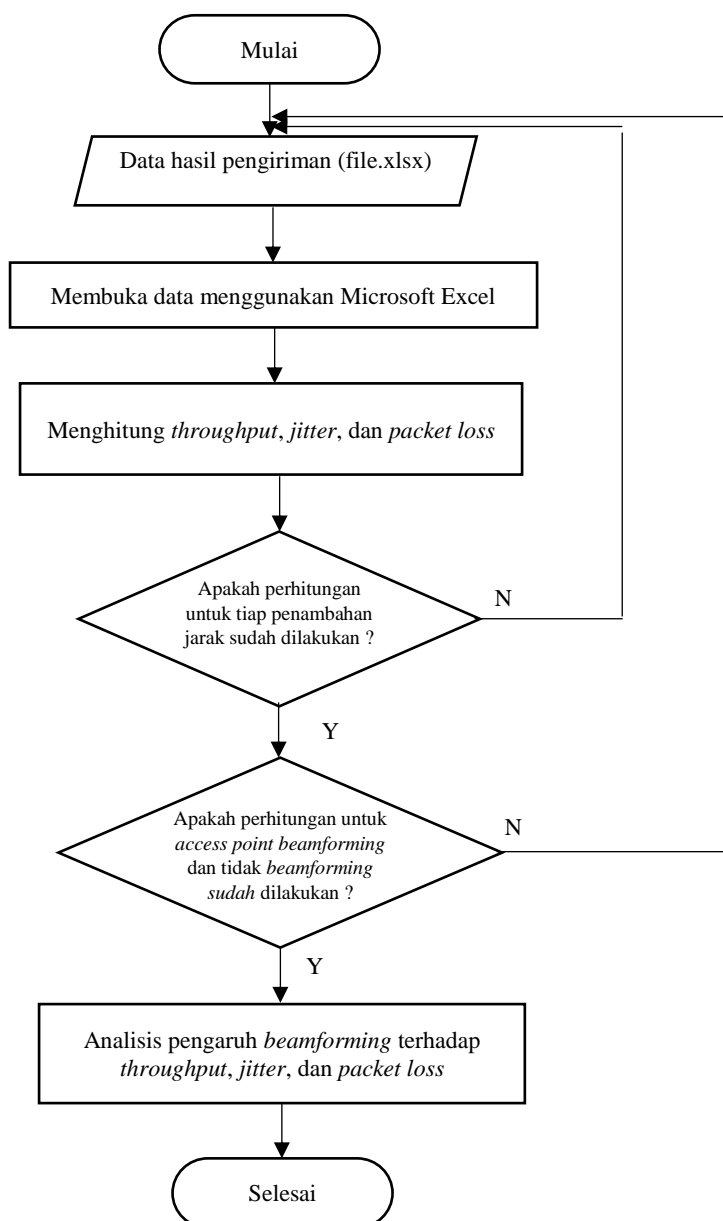 Mulai
Data hasil pengiriman (file.xlsx)
Membuka data menggunakan Microsoft Excel
Menghitung throughput, jitter, dan packet loss
Apakah perhitungan
untuk tiap penambahan
jarak sudah dilakukan ?
N
Y
Apakah perhitungan untuk
access point beamforming
dan tidak beamforming
sudah dilakukan ?
N
Y
Analisis pengaruh beamforming terhadap
throughput, jitter, dan packet loss
Selesai